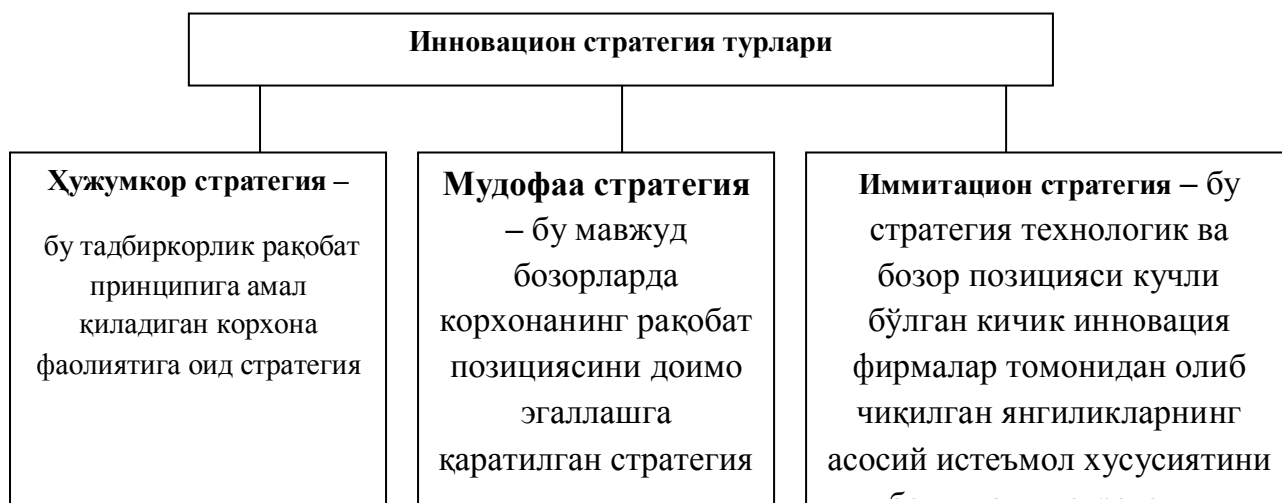 Инновацион стратегия турлари
Ҳужумкор стратегия –
бу тадбиркорлик рақобат
принципига амал
қиладиган корхона
фаолиятига оид стратегия
Мудофаа стратегия
– бу мавжуд
бозорларда
корхонанинг рақобат
позициясини доимо
эгаллашга
қаратилган стратегия
Иммитацион стратегия – бу
стратегия технологик ва
бозор позицияси кучли
бўлган кичик инновация
фирмалар томонидан олиб
чиқилган янгиликларнинг
асосий истеъмол хусусиятини